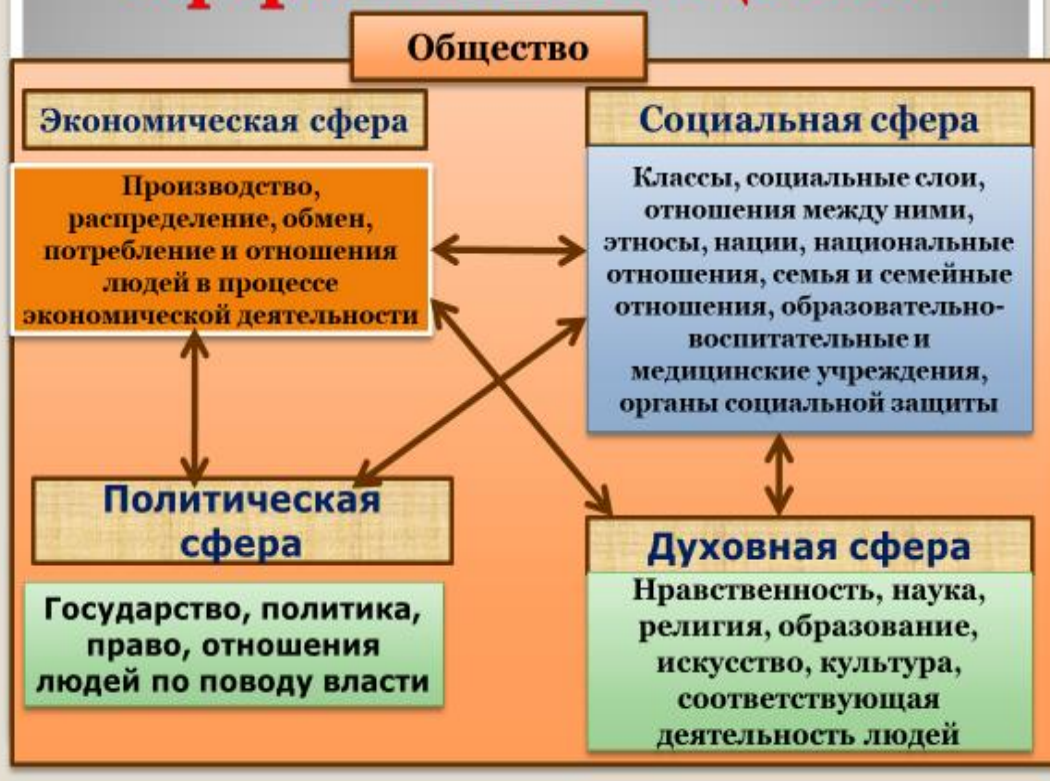 Общество
Экономическая сфера
Производство,
распределение, обмен,
потребление и отношения
людей в процессе
экономической деятельности
Социальная сфера
Классы, социальные слои,
отношения между ними,
этносы, нации, национальные
отношения, семья и семейные
отношения, образовательно-
воспитательные и
медицинские учреждения,
органы социальной защиты
Политическая
сфера
Государство, политика,
право, отношения
людей по поводу власти
Духовная сфера
Нравственность, наука,
религия, образование,
искусство, культура,
соответствующая
деятельность людей